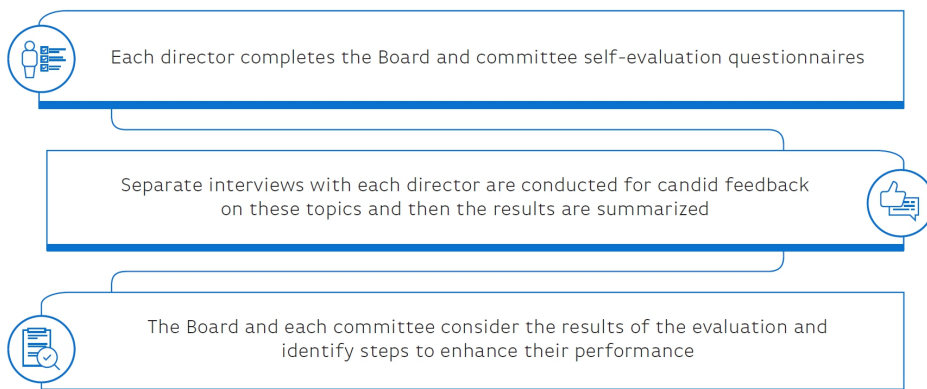 Each director completes the Board and committee self-evaluation questionnaires
Separate interviews with each director are conducted for candid feedback
on these topics and then the results are summarized
The Board and each committee consider the results of the evaluation and
identify steps to enhance their performance